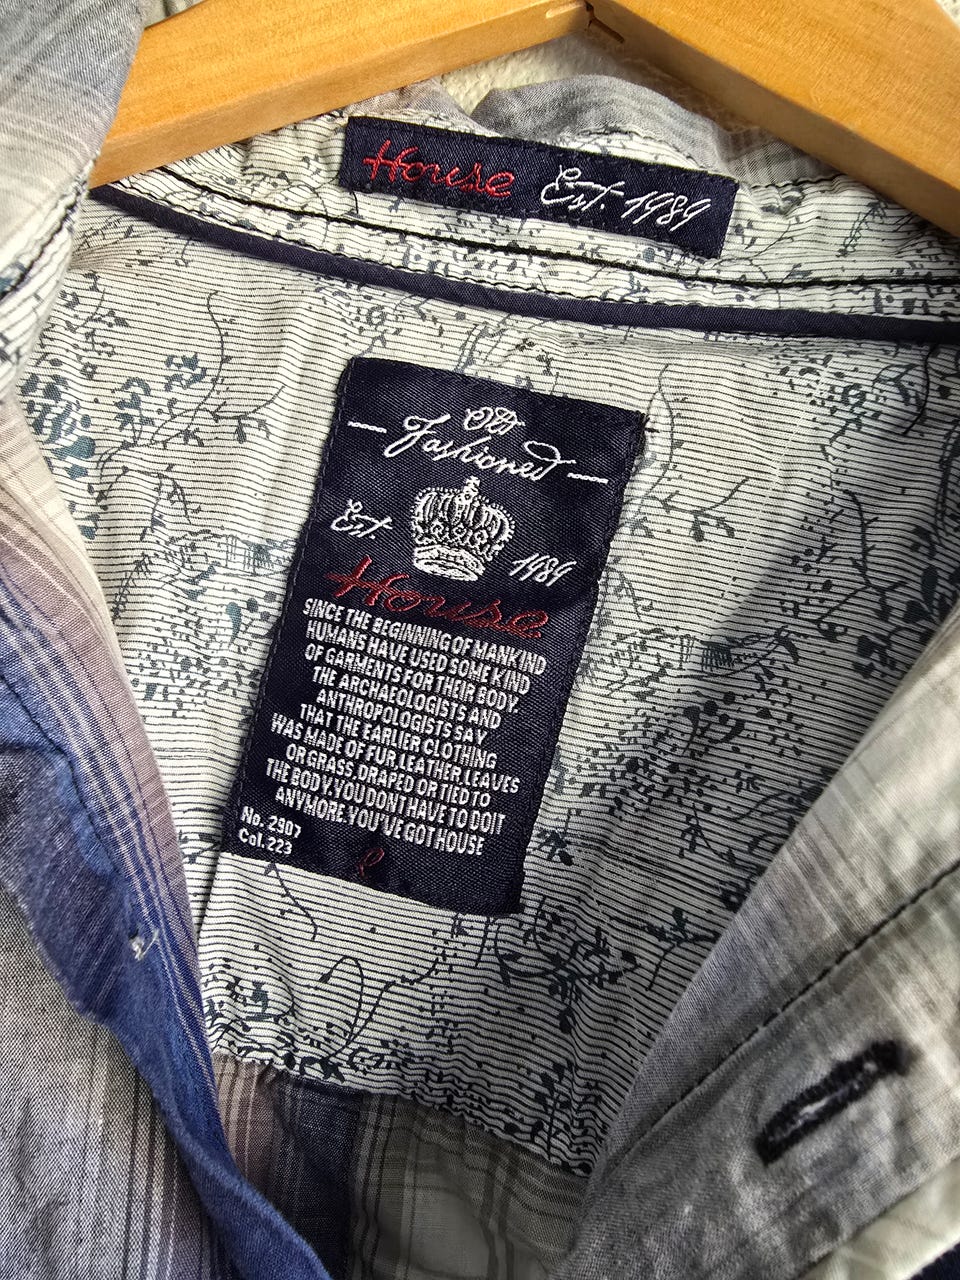 House Est. 1989
Old
Fashioned
Est. 1989
House
SINCE THE BEGINNING OF MANKIND
HUMANS HAVE USED SOME KIND
OF GARMENTS FOR THEIR BODY.
THE ARCHAEOLOGISTS AND
ANTHROPOLOGISTS SAY
THAT THE EARLIER CLOTHING
WAS MADE OF FUR,LEATHER,LEAVES
OR GRASS,DRAPED OR TIED TO
THE BODY.YOU DONT HAVE TO DO IT
ANYMORE.YOU'VE GOT HOUSE
No. 2907
Col. 223